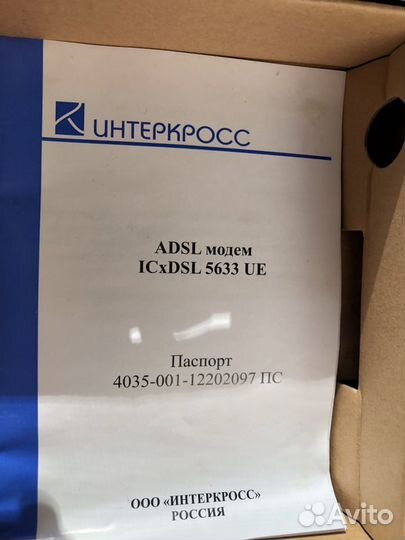 ИНТЕРКРОСС
ADSL модем
ICxDSL 5633 UE
Паспорт
4035-001-12202097 ПС
ООО «ИНТЕРКРОСС»
РОССИЯ
Avito